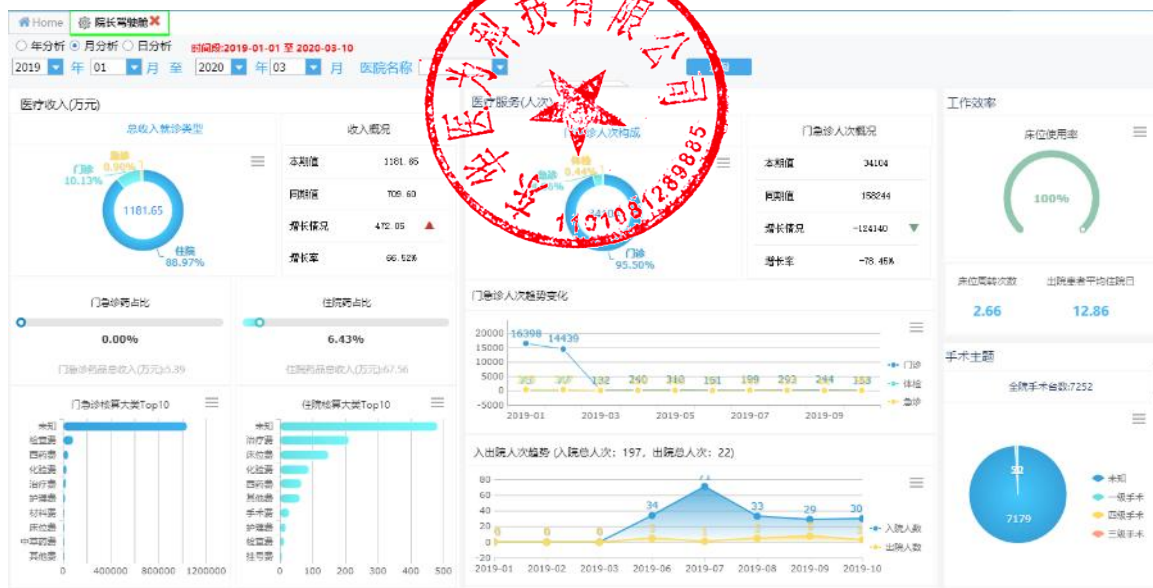 Home 院长驾驶舱
年分析 月分析 日分析 时间段:2019-01-01 至 2020-03-10
2019 年 01 月 至 2020 年 03 月 医院名称
医疗收入(万元)
总收入就诊类型
急诊
0.90%
门诊
10.13%
1181.65
住院
88.97%
收入概况
本期值 1181.65
同期值 709.60
增长情况 472.05
增长率 66.52%
门急诊药占比
0.00%
门急诊药品总收入(万元):5.39
住院药占比
6.43%
住院药品总收入(万元):67.56
门急诊核算大类Top10
未知
检查费
西药费
化验费
治疗费
护理费
材料费
床位费
中草药费
其他费
0 400000 800000 1200000
住院核算大类Top10
未知
治疗费
床位费
化验费
西药费
其他费
手术费
护理费
检查费
挂号费
0 100 200 300 400 500
医疗服务(人次)
门急诊人次构成
体检
0.44%
急诊
门诊
95.50%
门急诊人次概况
本期值 34104
同期值 158244
增长情况 -124140
增长率 -78.45%
门急诊人次趋势变化
20000
15000
10000
5000
0
-5000
16398 14439
132 240 310 151 199 293 244 153
2019-01 2019-03 2019-05 2019-07 2019-09
门诊
体检
急诊
入出院人次趋势 (入院总人次: 197, 出院总人次: 22)
80
60
40
20
0
-20
0 0 0 34 33 29 30
2019-01 2019-02 2019-03 2019-06 2019-07 2019-08 2019-09 2019-10
入院人数
出院人数
工作效率
床位使用率
100%
床位周转次数 出院患者平均住院日
2.66 12.86
手术主题
全院手术台数:7252
7179
未知
一级手术
四级手术
三级手术
医为科技有限公司
1101081289885